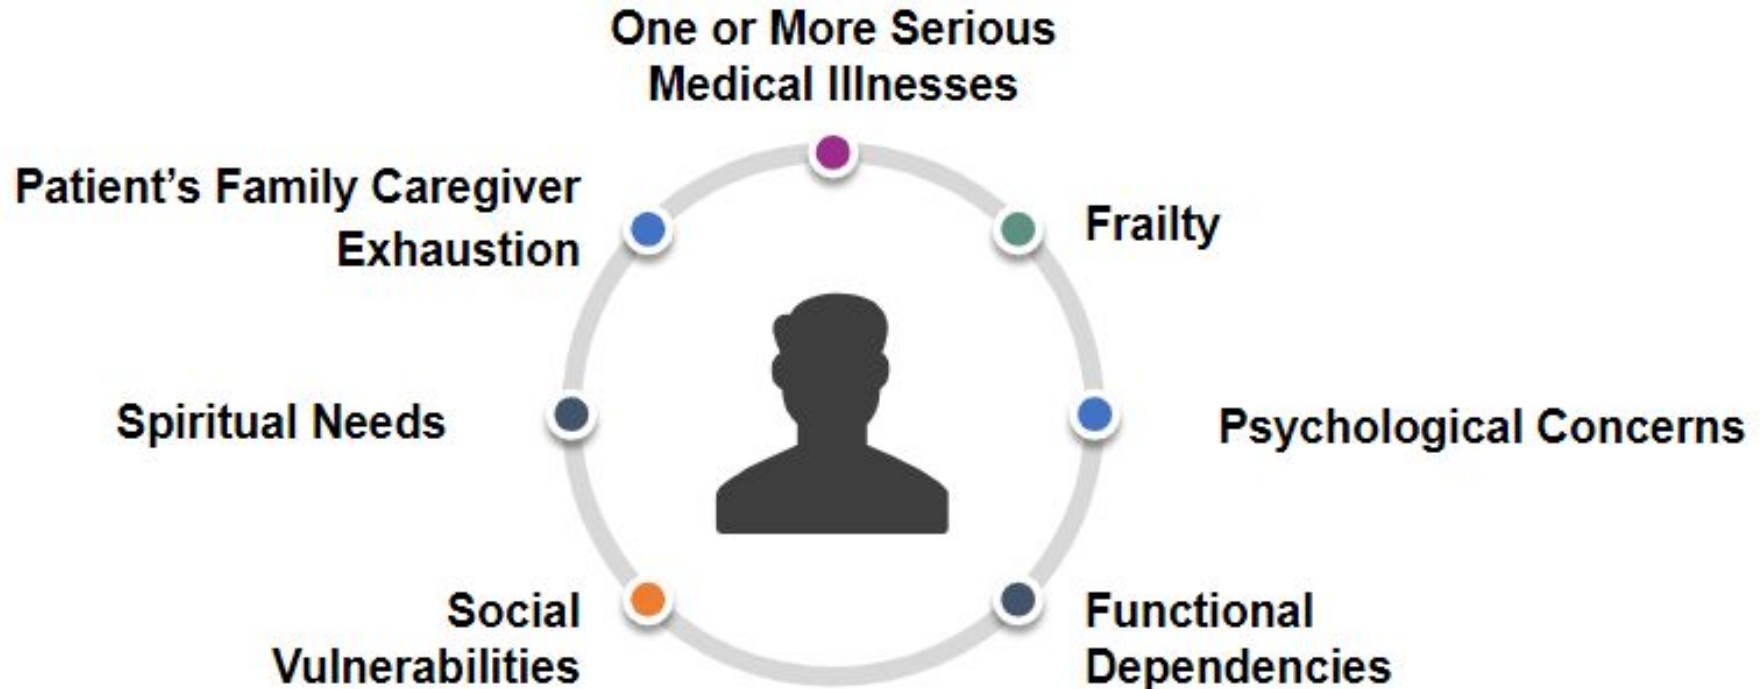 One or More Serious
Medical Illnesses
Patient’s Family Caregiver
Exhaustion
Frailty
Spiritual Needs
Psychological Concerns
Social
Vulnerabilities
Functional
Dependencies